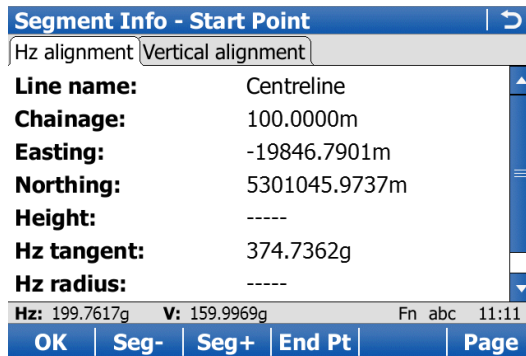 Segment Info - Start Point
Hz alignment Vertical alignment
Line name: Centreline
Chainage: 100.0000m
Easting: -19846.7901m
Northing: 5301045.9737m
Height: -----
Hz tangent: 374.7362g
Hz radius: -----
Hz: 199.7617g V: 159.9969g Fn abc 11:11
OK Seg- Seg+ End Pt Page